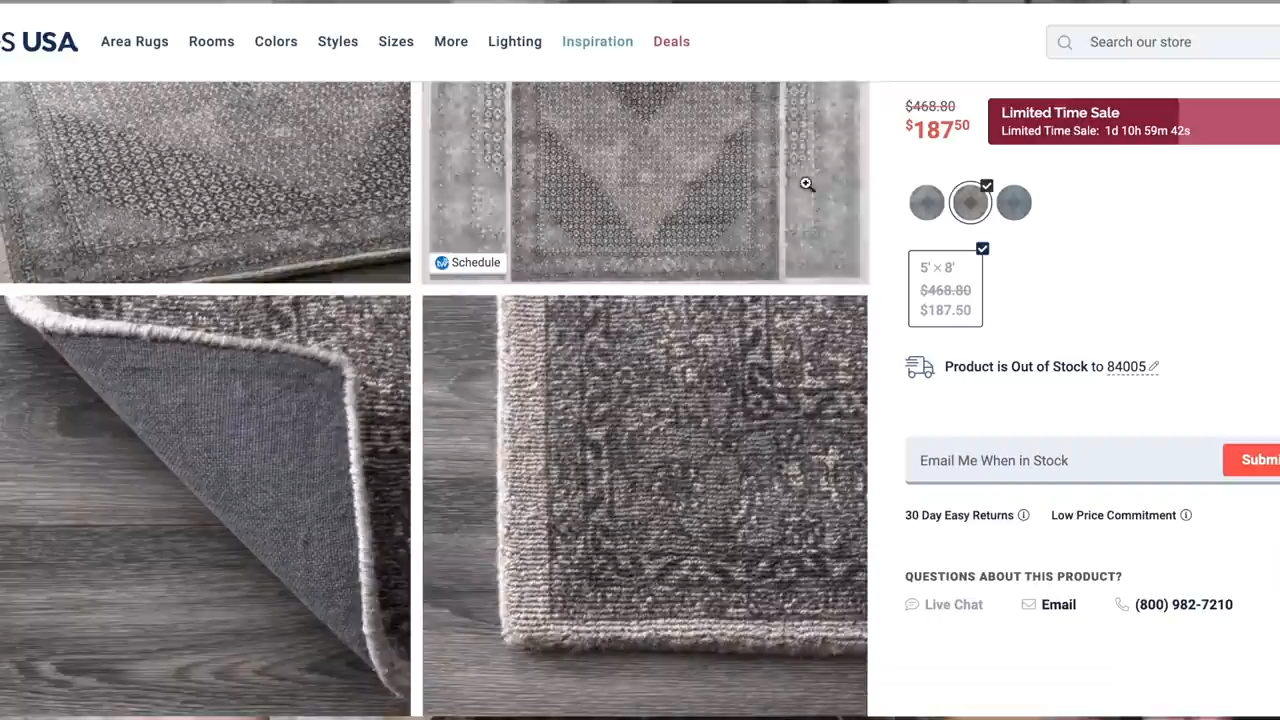 S USA
Area Rugs Rooms Colors Styles Sizes More Lighting Inspiration Deals
Search our store
$468.80
$187.50
Limited Time Sale
Limited Time Sale: 1d 10h 59m 42s
tw Schedule
5' × 8'
$468.80
$187.50
Product is Out of Stock to 84005
Email Me When in Stock
Submi
30 Day Easy Returns Low Price Commitment
QUESTIONS ABOUT THIS PRODUCT?
Live Chat Email (800) 982-7210